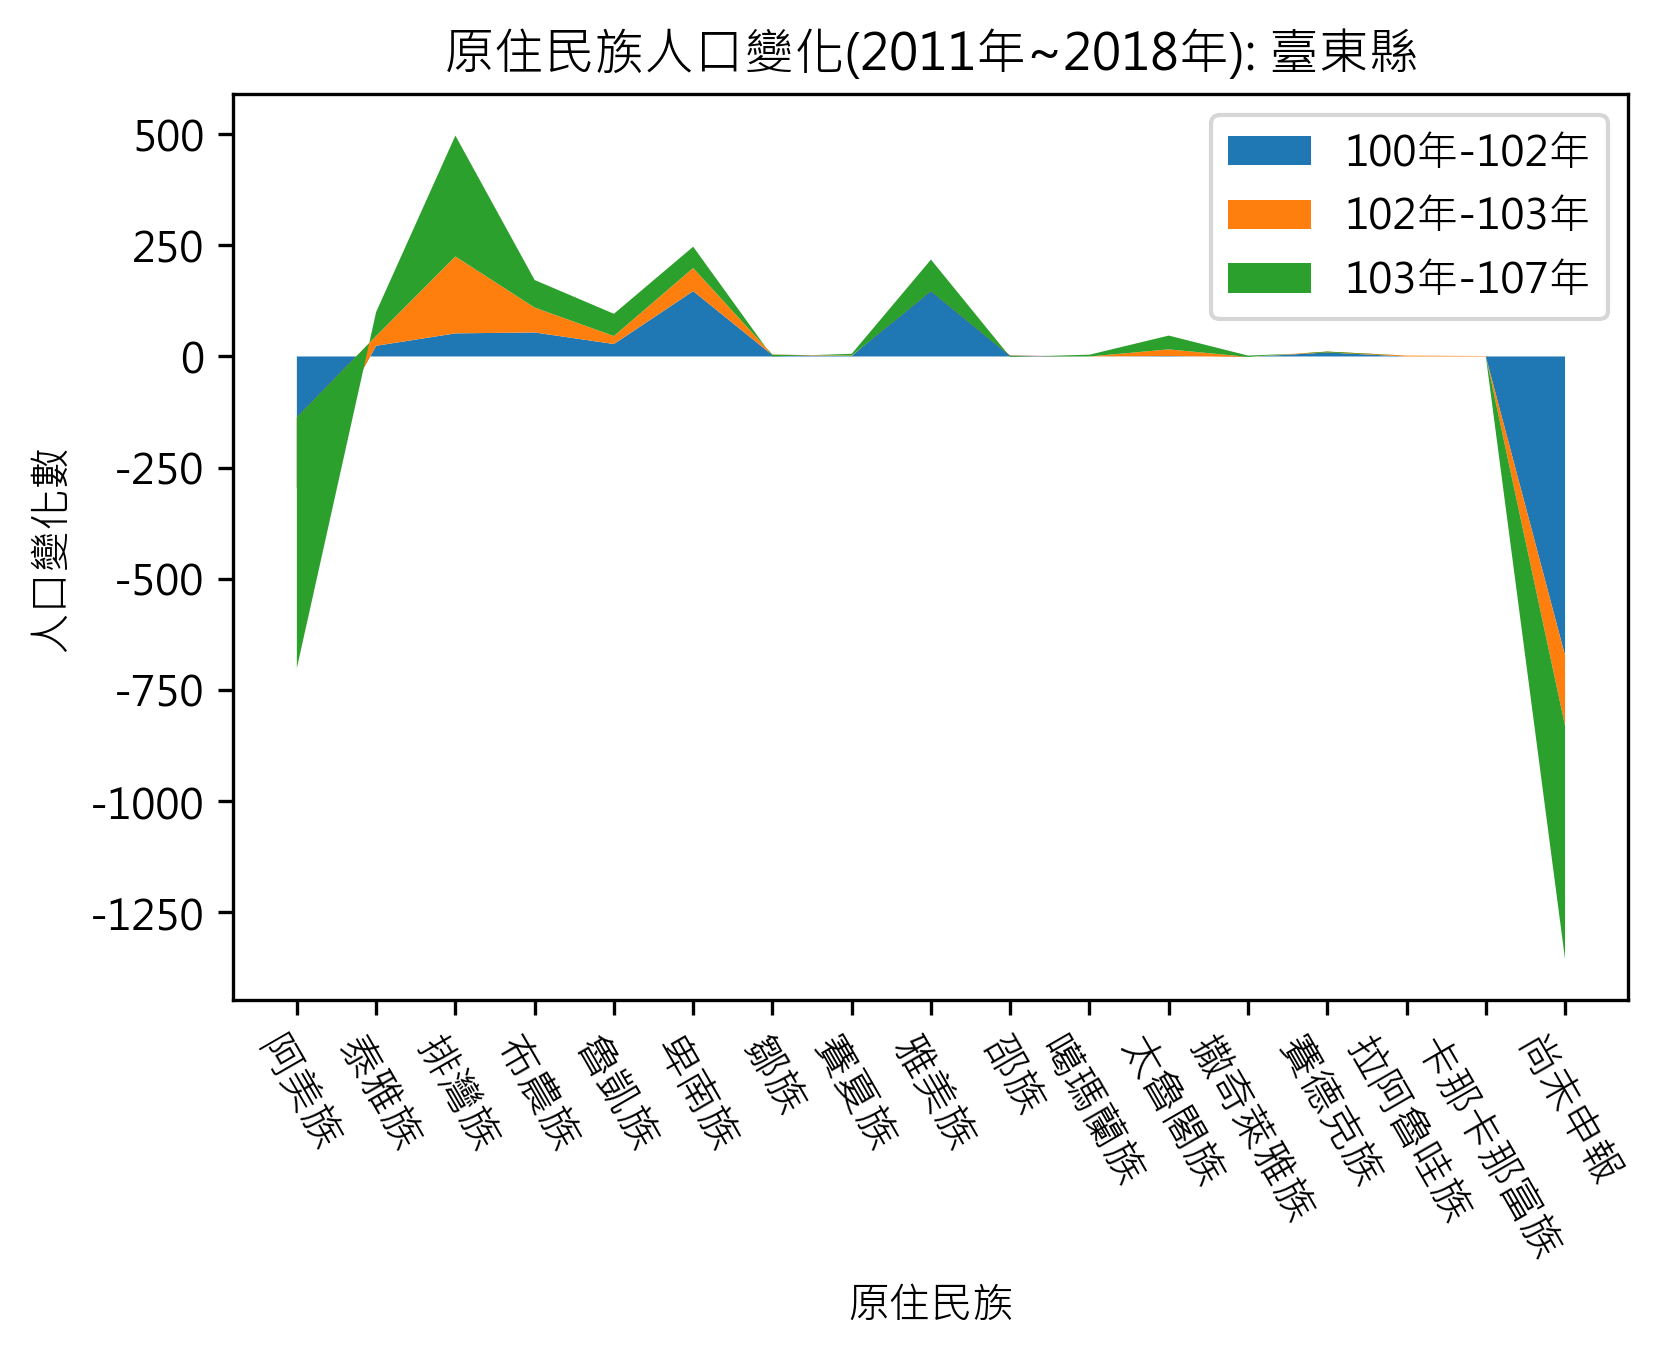 原住民族人口變化(2011年~2018年): 臺東縣
100年-102年
102年-103年
103年-107年
人口變化數
500
250
0
-250
-500
-750
-1000
-1250
阿美族
泰雅族
排灣族
布農族
魯凱族
卑南族
鄒族
賽夏族
雅美族
邵族
噶瑪蘭族
太魯閣族
撒奇萊雅族
賽德克族
拉阿魯哇族
卡那卡那富族
尚未申報
原住民族